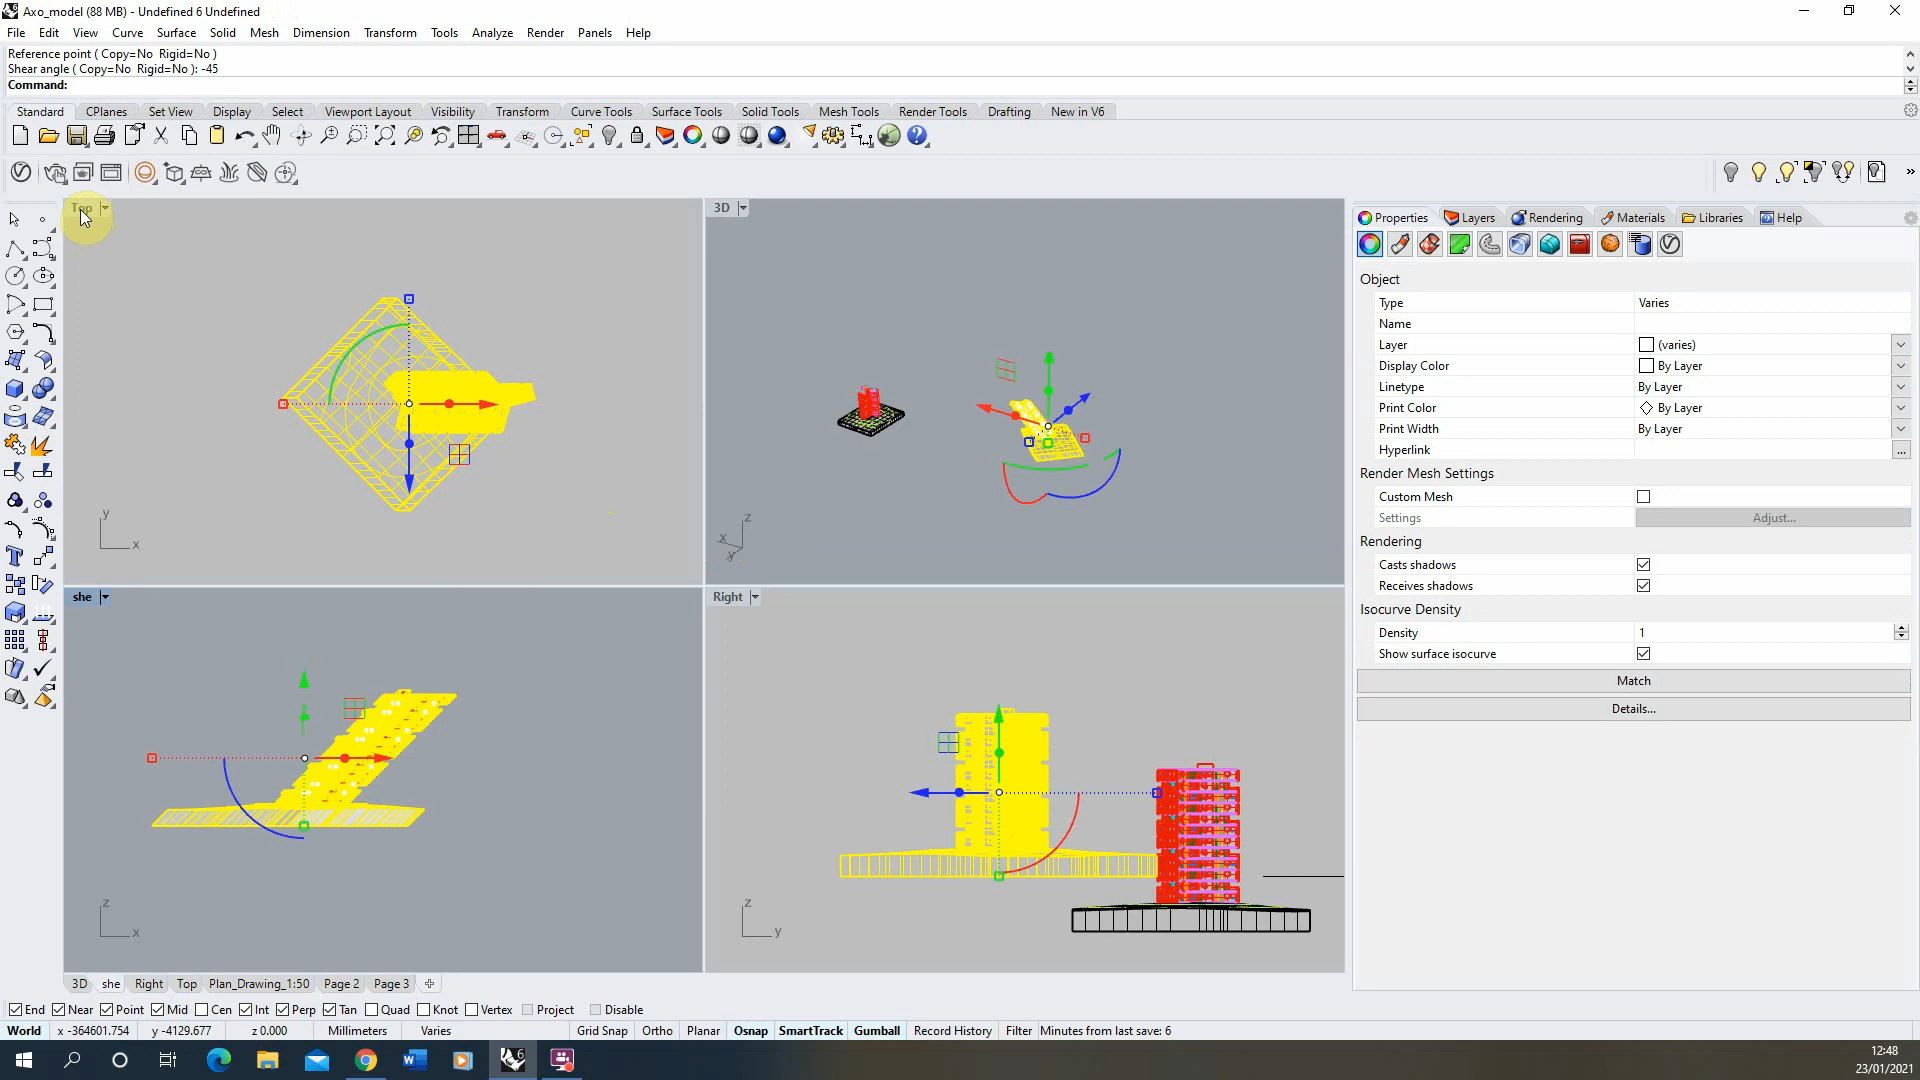 Axo_model (88 MB) - Undefined 6 Undefined
File Edit View Curve Surface Solid Mesh Dimension Transform Tools Analyze Render Panels Help
Reference point ( Copy=No Rigid=No )
Shear angle ( Copy=No Rigid=No ): -45
Command:
Standard CPlanes Set View Display Select Viewport Layout Visibility Transform Curve Tools Surface Tools Solid Tools Mesh Tools Render Tools Drafting New in V6
Top
3D
y
x
z
x
y
she
Right
z
x
z
y
Properties Layers Rendering Materials Libraries Help
Object
Type Varies
Name
Layer (varies)
Display Color By Layer
Linetype By Layer
Print Color By Layer
Print Width By Layer
Hyperlink ...
Render Mesh Settings
Custom Mesh
Settings Adjust...
Rendering
Casts shadows
Receives shadows
Isocurve Density
Density 1
Show surface isocurve
Match
Details...
3D she Right Top Plan_Drawing_1:50 Page 2 Page 3
End Near Point Mid Cen Int Perp Tan Quad Knot Vertex Project Disable
World x -364601.754 y -4129.677 z 0.000 Millimeters Varies Grid Snap Ortho Planar Osnap SmartTrack Gumball Record History Filter Minutes from last save: 6
12:48
23/01/2021